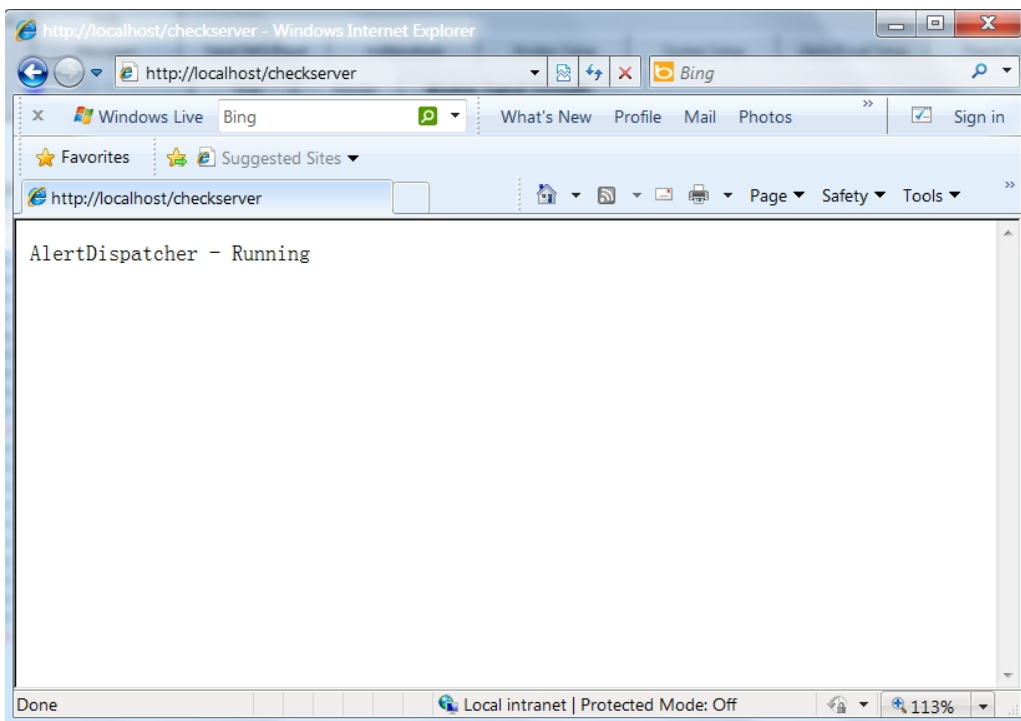 http://localhost/checkserver - Windows Internet Explorer
http://localhost/checkserver Bing
x Windows Live Bing What's New Profile Mail Photos » Sign in
Favorites Suggested Sites
http://localhost/checkserver Page Safety Tools »
AlertDispatcher - Running
Done Local intranet | Protected Mode: Off 113%